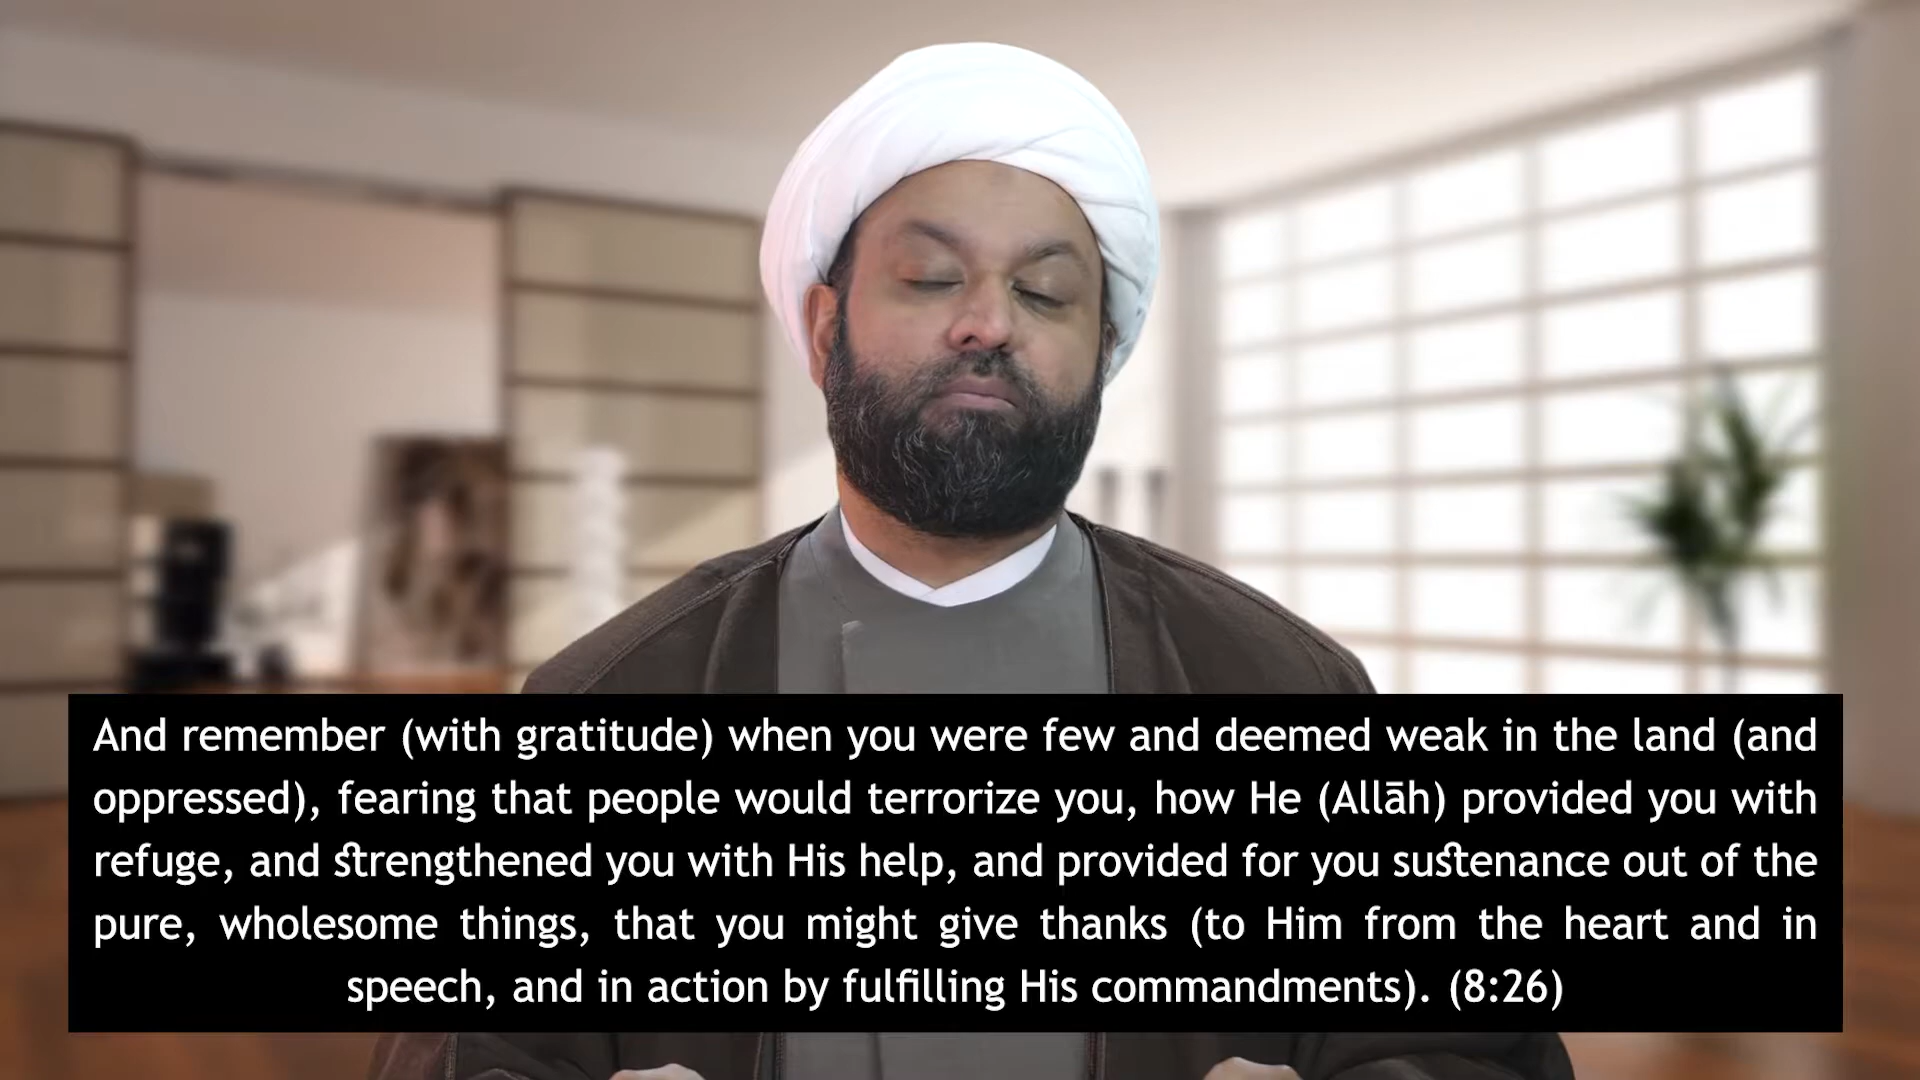 And remember (with gratitude) when you were few and deemed weak in the land (and
oppressed), fearing that people would terrorize you, how He (Allāh) provided you with
refuge, and strengthened you with His help, and provided for you sustenance out of the
pure, wholesome things, that you might give thanks (to Him from the heart and in
speech, and in action by fulfilling His commandments). (8:26)